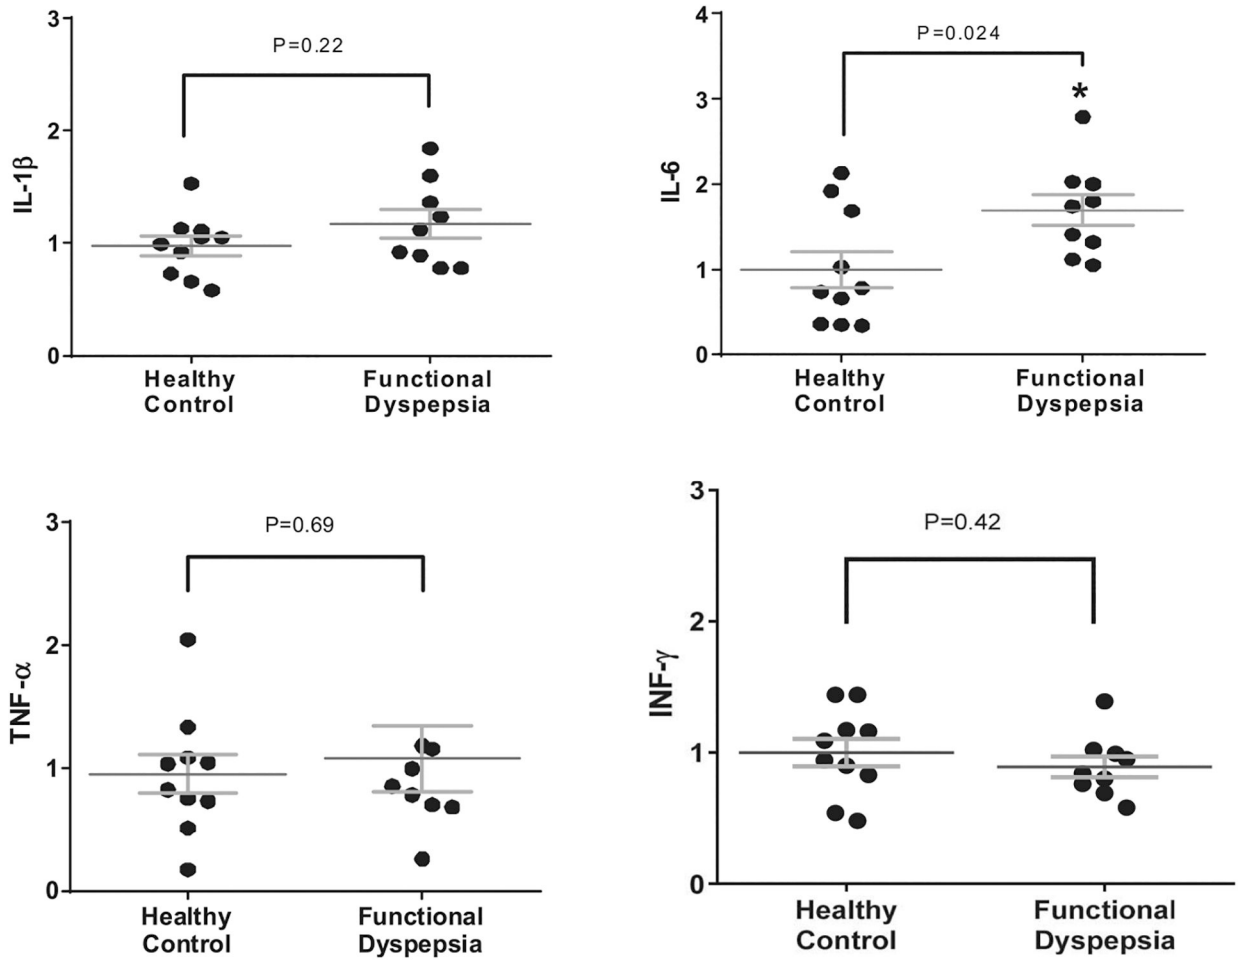 P=0.22
IL-1β
3
2
1
0
Healthy
Control
Functional
Dyspepsia
P=0.024
*
IL-6
4
3
2
1
0
Healthy
Control
Functional
Dyspepsia
P=0.69
TNF-α
3
2
1
0
Healthy
Control
Functional
Dyspepsia
P=0.42
INF-γ
3
2
1
0
Healthy
Control
Functional
Dyspepsia